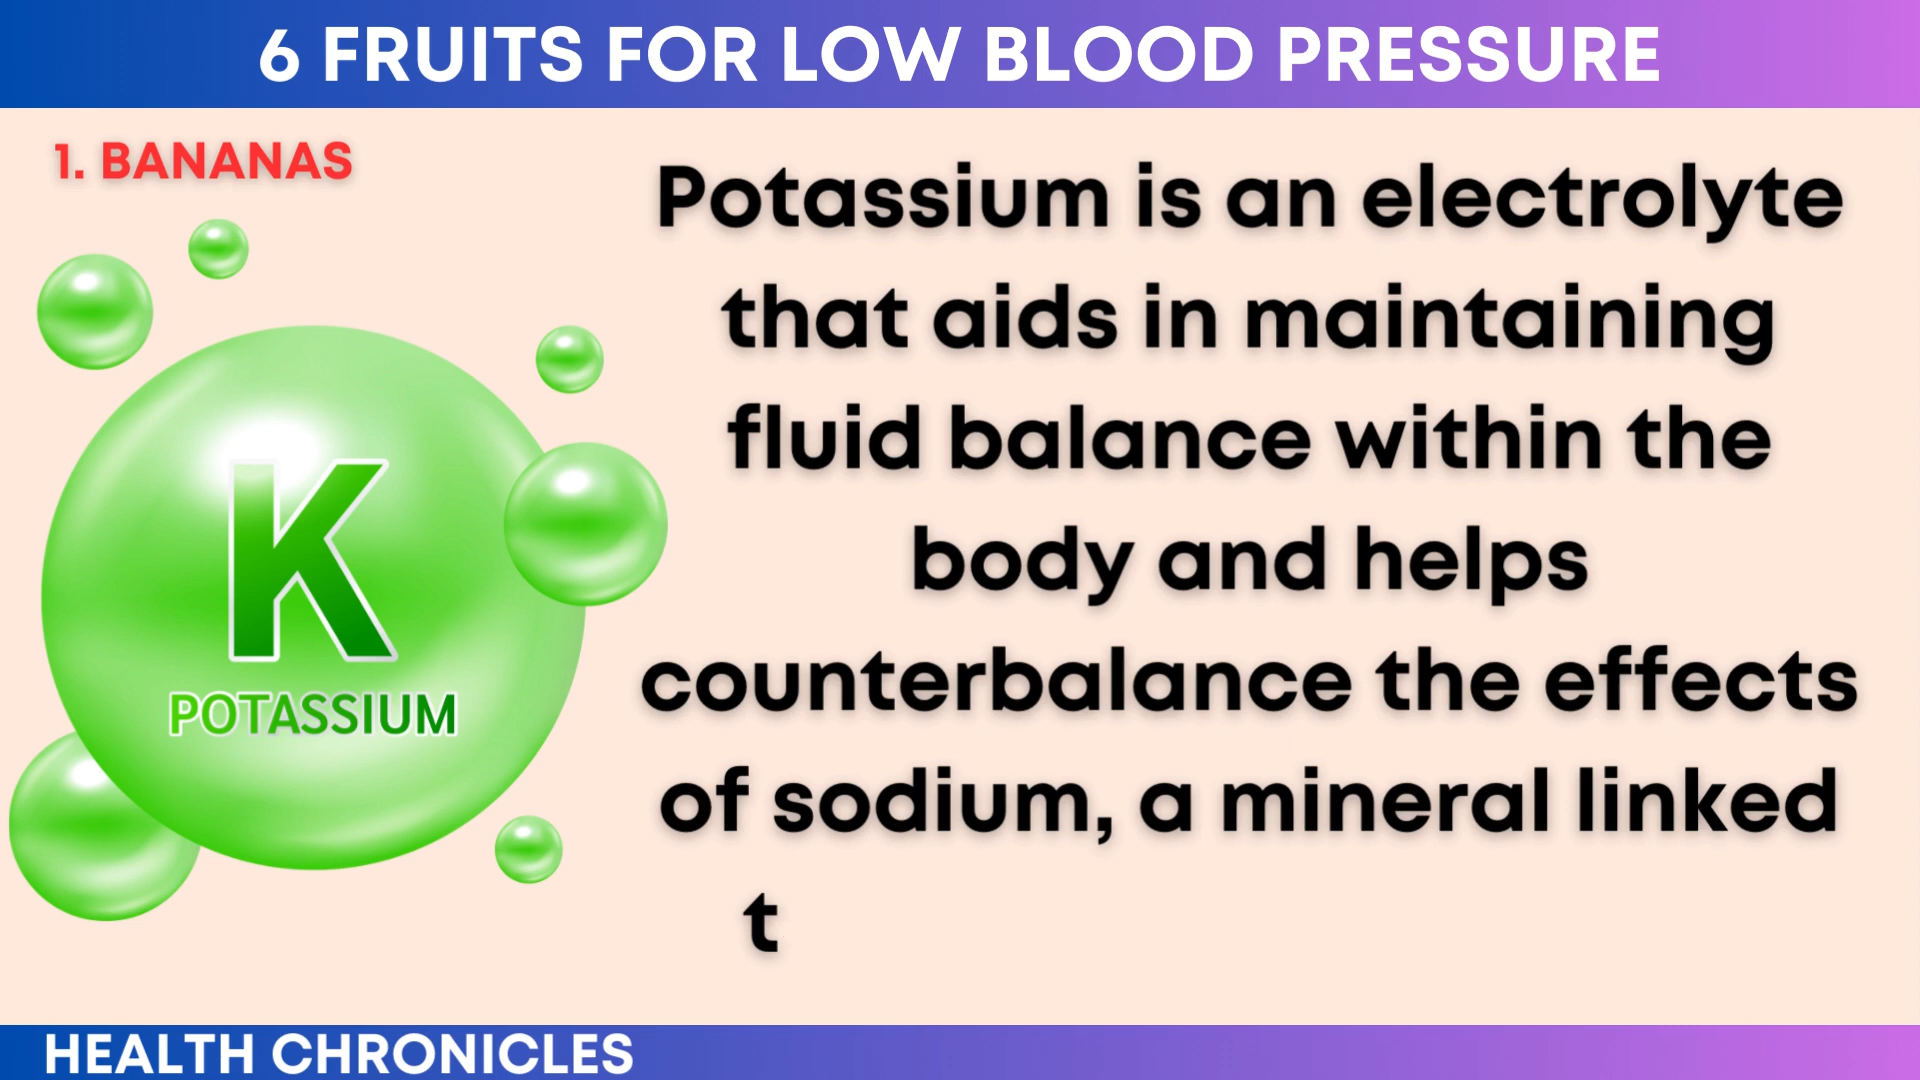 6 FRUITS FOR LOW BLOOD PRESSURE
1. BANANAS
K
POTASSIUM
Potassium is an electrolyte
that aids in maintaining
fluid balance within the
body and helps
counterbalance the effects
of sodium, a mineral linked
t
HEALTH CHRONICLES